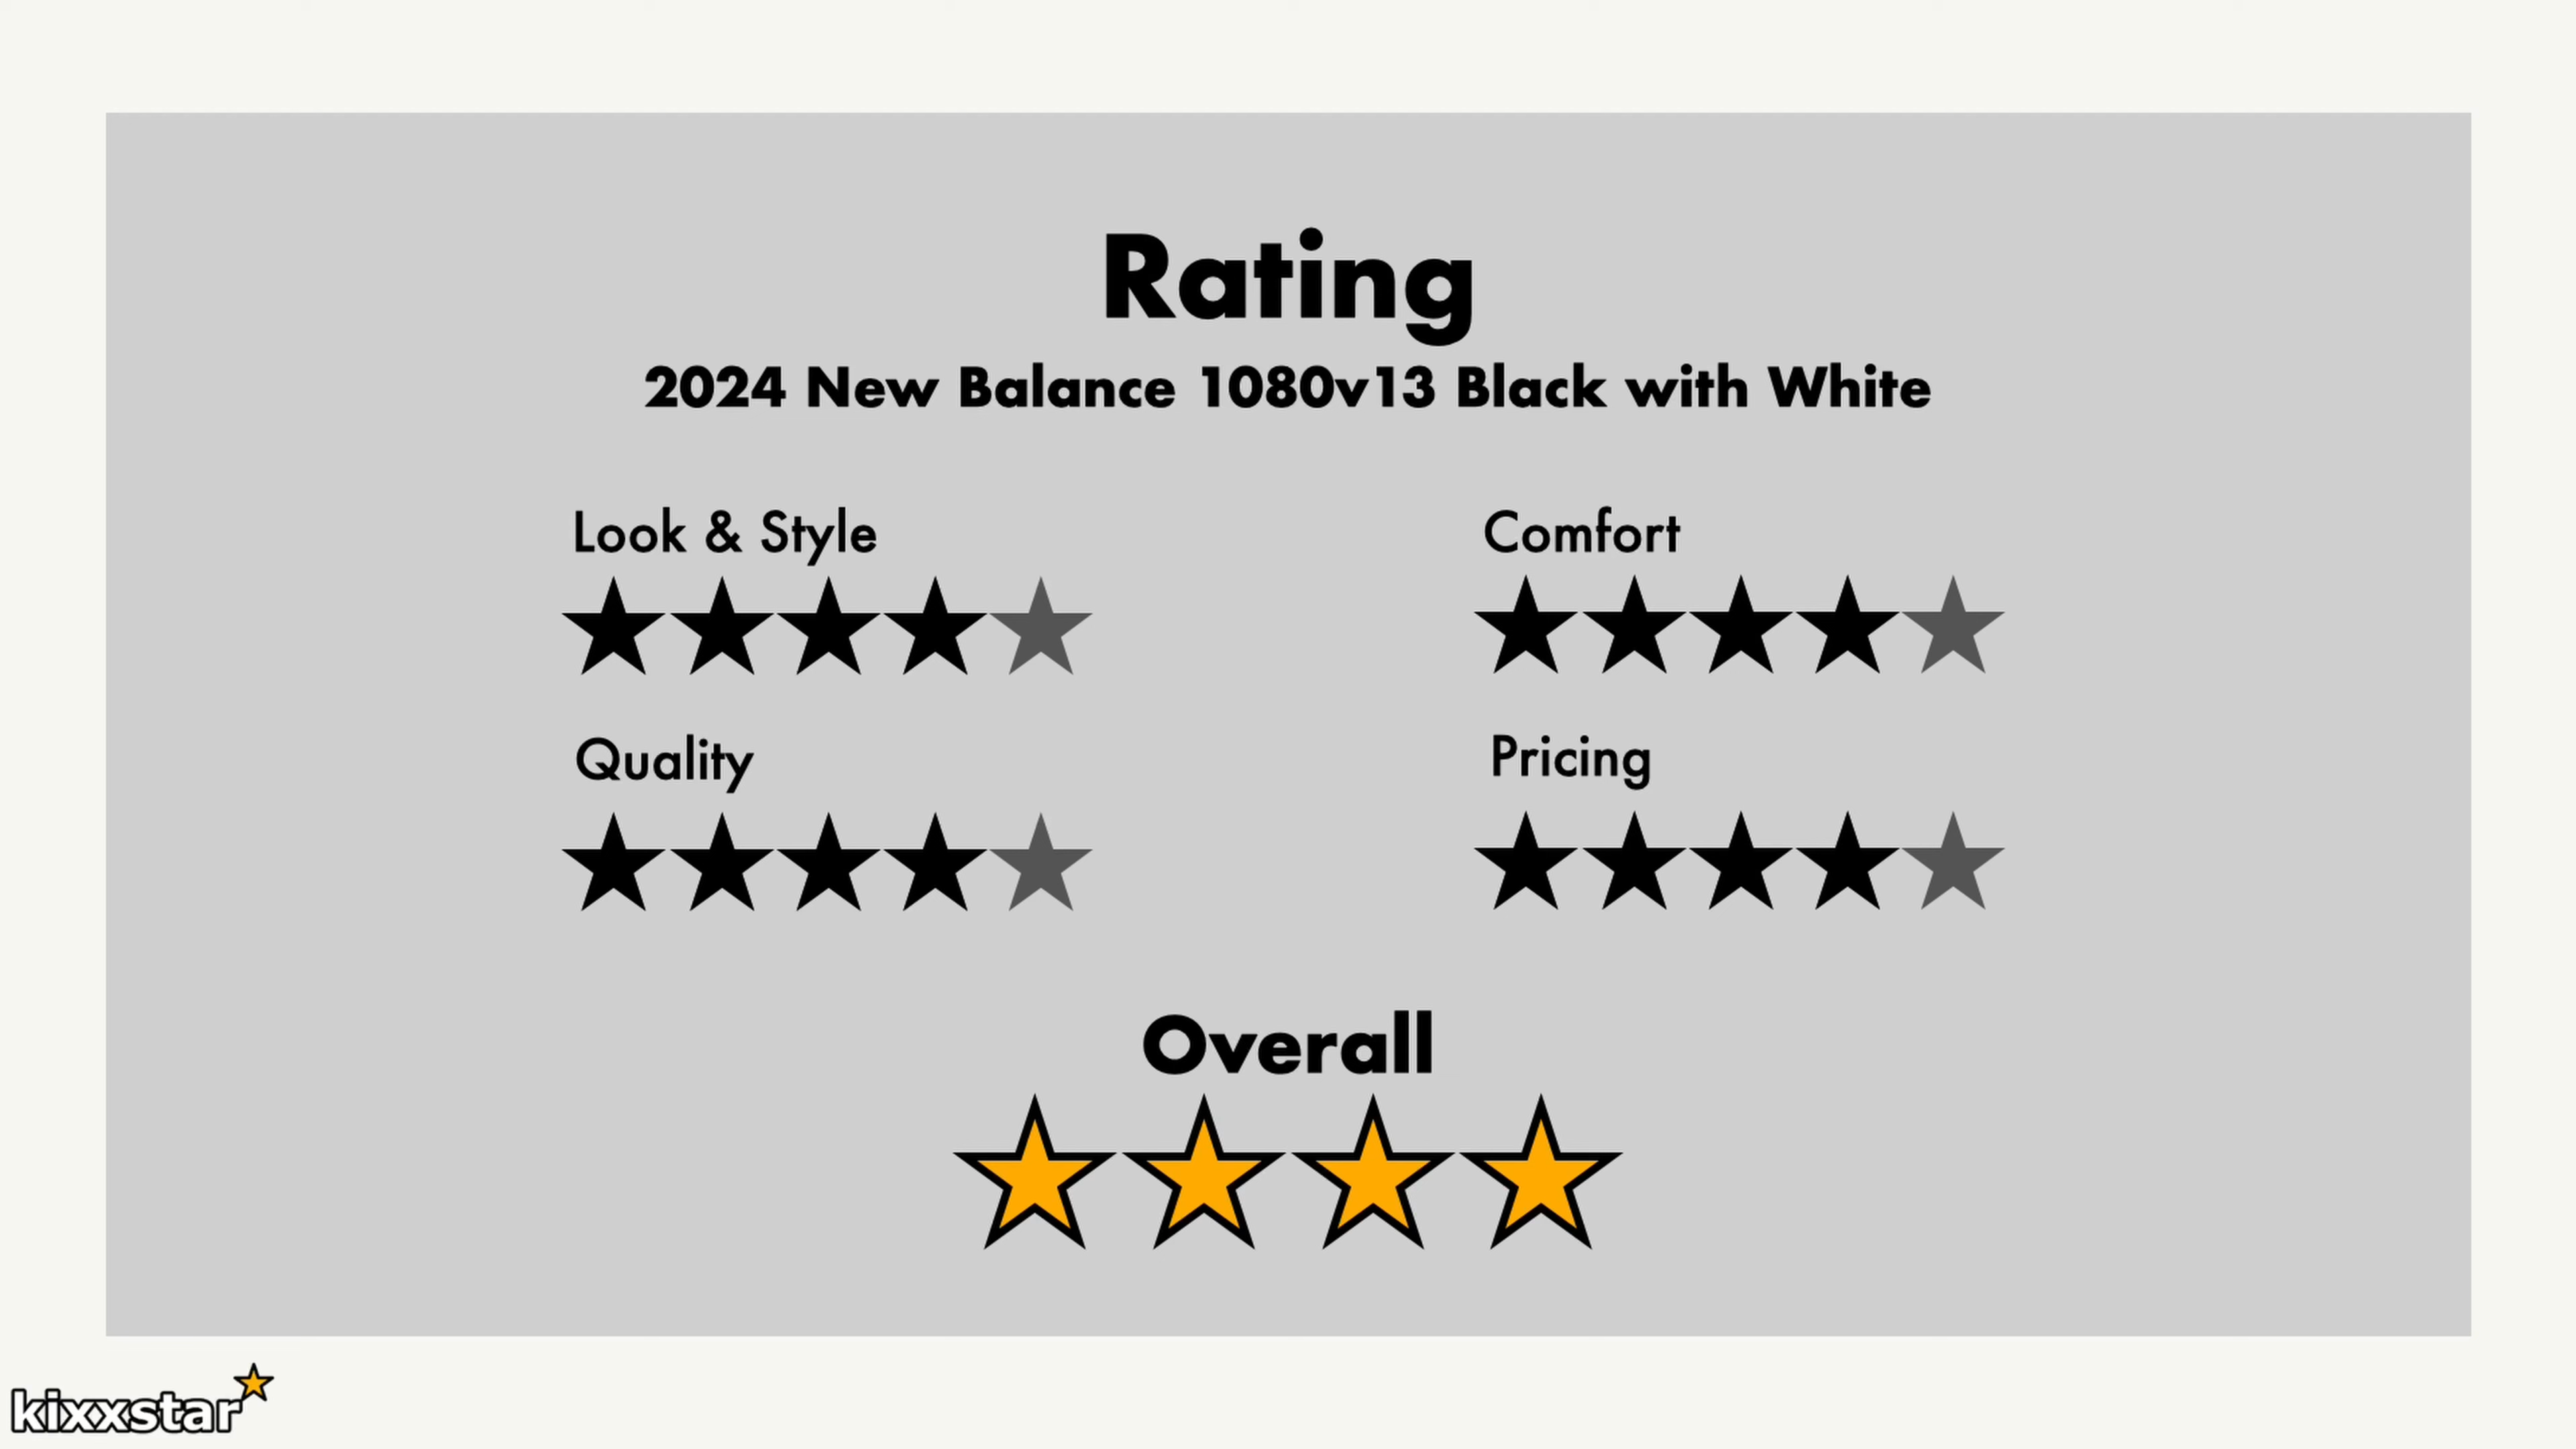 Rating
2024 New Balance 1080v13 Black with White
Look & Style
Comfort
Quality
Pricing
Overall
kixxstar